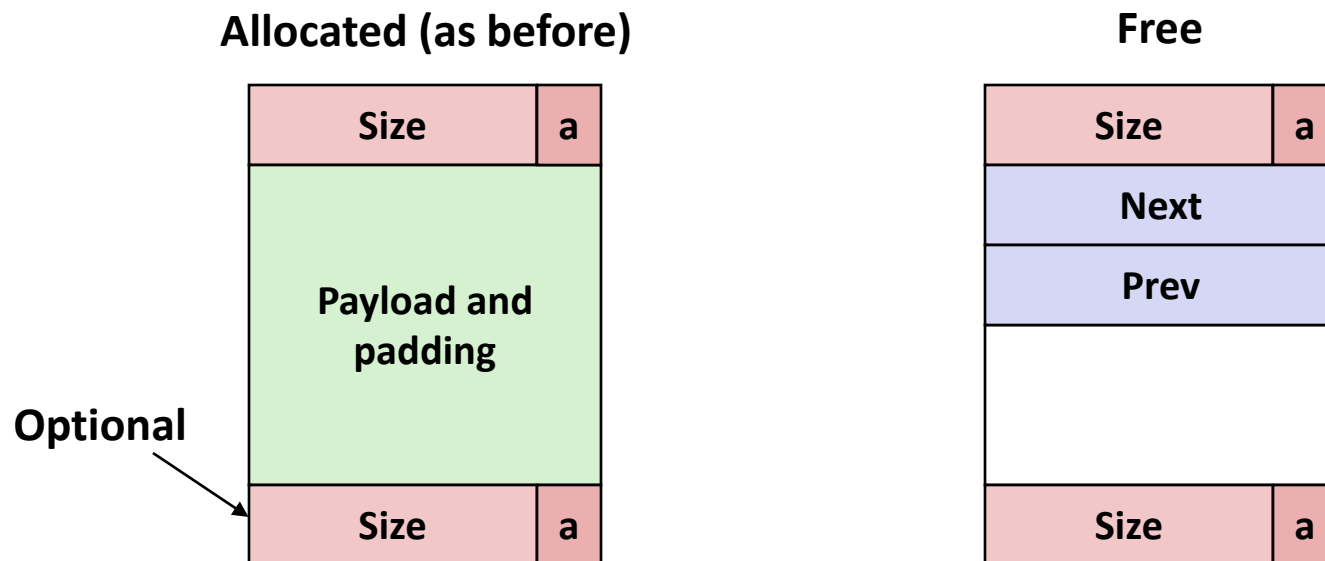 Allocated (as before)
Size a
Payload and
padding
Optional
Size a
Free
Size a
Next
Prev
Size a